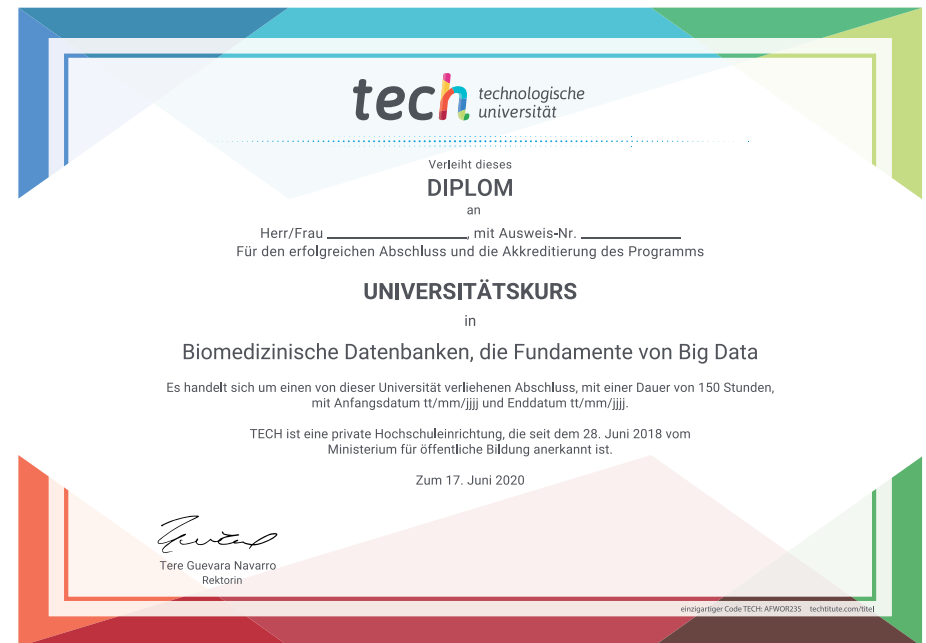 tech technologische
universität
Verleiht dieses
DIPLOM
an
Herr/Frau ________________, mit Ausweis-Nr. ____________
Für den erfolgreichen Abschluss und die Akkreditierung des Programms
UNIVERSITÄTSKURS
in
Biomedizinische Datenbanken, die Fundamente von Big Data
Es handelt sich um einen von dieser Universität verliehenen Abschluss, mit einer Dauer von 150 Stunden,
mit Anfangsdatum tt/mm/jjjj und Enddatum tt/mm/jjjj.
TECH ist eine private Hochschuleinrichtung, die seit dem 28. Juni 2018 vom
Ministerium für öffentliche Bildung anerkannt ist.
Zum 17. Juni 2020
Tere Guevara Navarro
Rektorin
einzigartiger Code TECH: AFWOR23S techtitute.com/titel